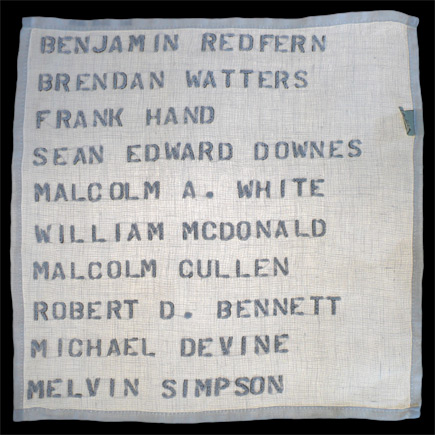 BENJAMIN REDFERN
BRENDAN WATTERS
FRANK HAND
SEAN EDWARD DOWNES
MALCOLM A. WHITE
WILLIAM MCDONALD
MALCOLM CULLEN
ROBERT D. BENNETT
MICHAEL DEVINE
MELVIN SIMPSON